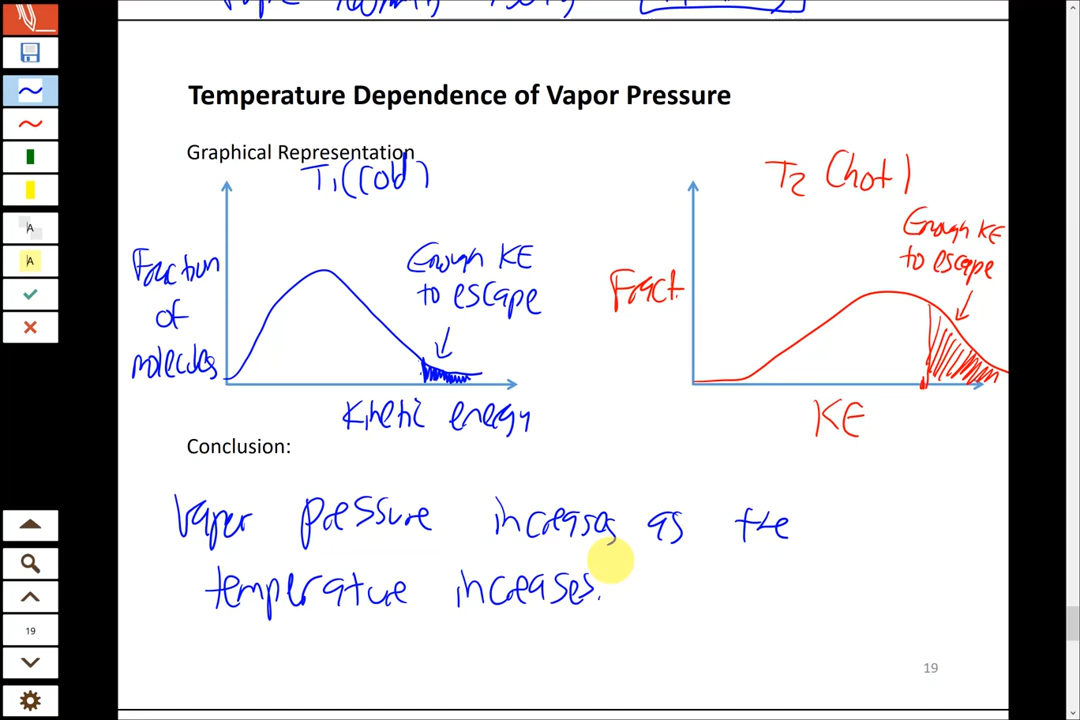 Temperature Dependence of Vapor Pressure
Graphical Representation
T1 (Cold)
T2 (hot)
Fraction
of
molecules
Enough KE
to escape
Kinetic energy
Fract.
Enough KE
to escape
KE
Conclusion:
Vapor pressure increases as the
temperature increases.
19
A
A
19